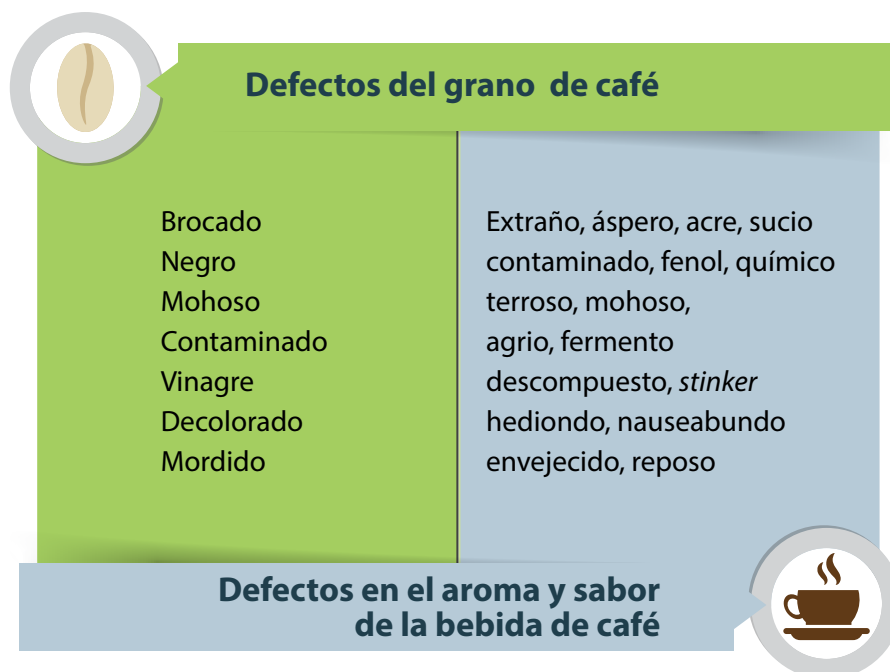 Defectos del grano de café
Brocado
Negro
Mohoso
Contaminado
Vinagre
Decolorado
Mordido
Extraño, áspero, acre, sucio
contaminado, fenol, químico
terroso, mohoso,
agrio, fermento
descompuesto, stinker
hediondo, nauseabundo
envejecido, reposo
Defectos en el aroma y sabor
de la bebida de café